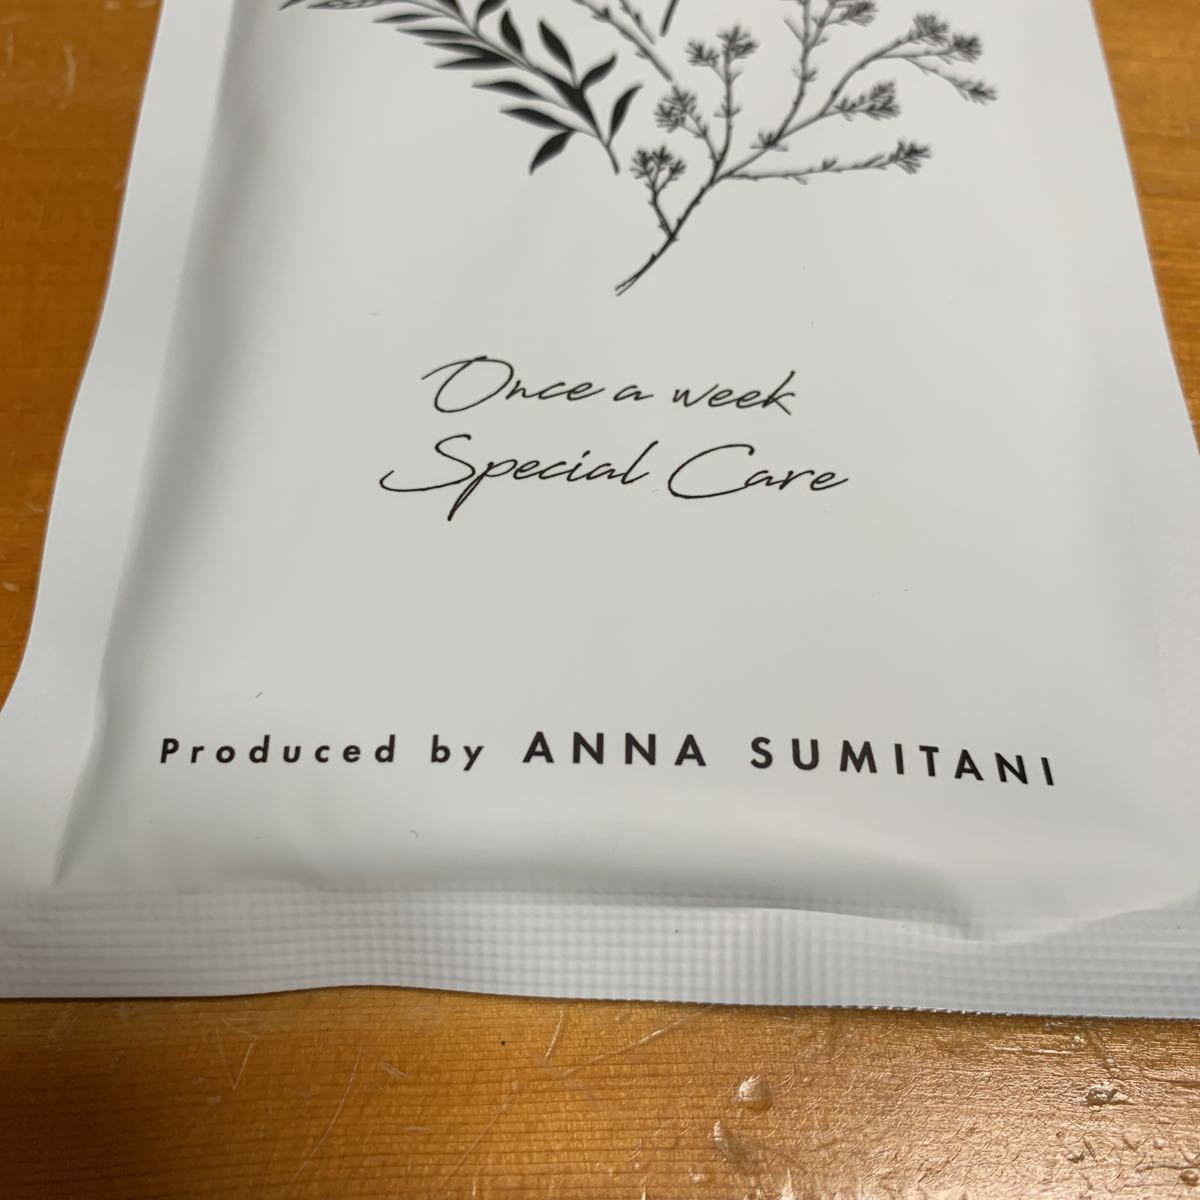 Once a week
Special Care
Produced by ANNA SUMITANI